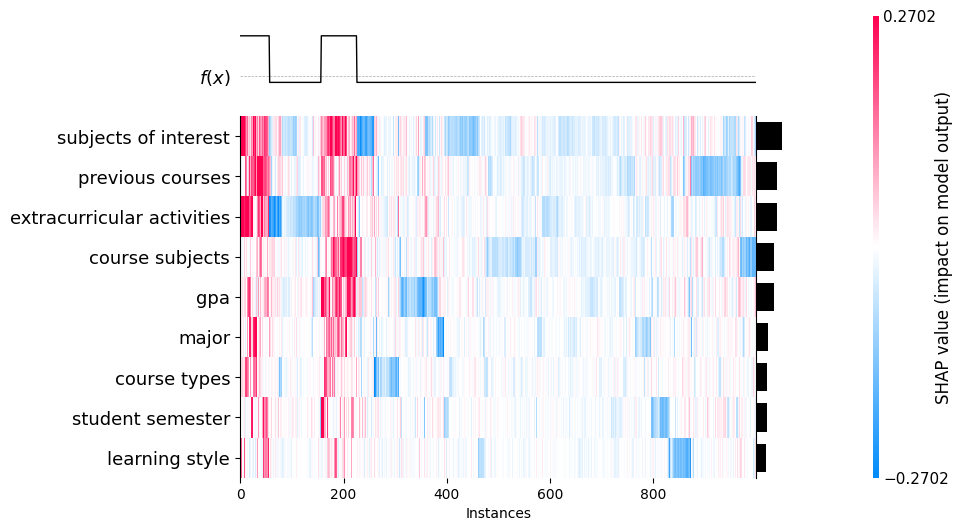 0.2702
f(x)
subjects of interest
previous courses
extracurricular activities
course subjects
gpa
major
course types
student semester
learning style
0 200 400 600 800
Instances
−0.2702
SHAP value (impact on model output)